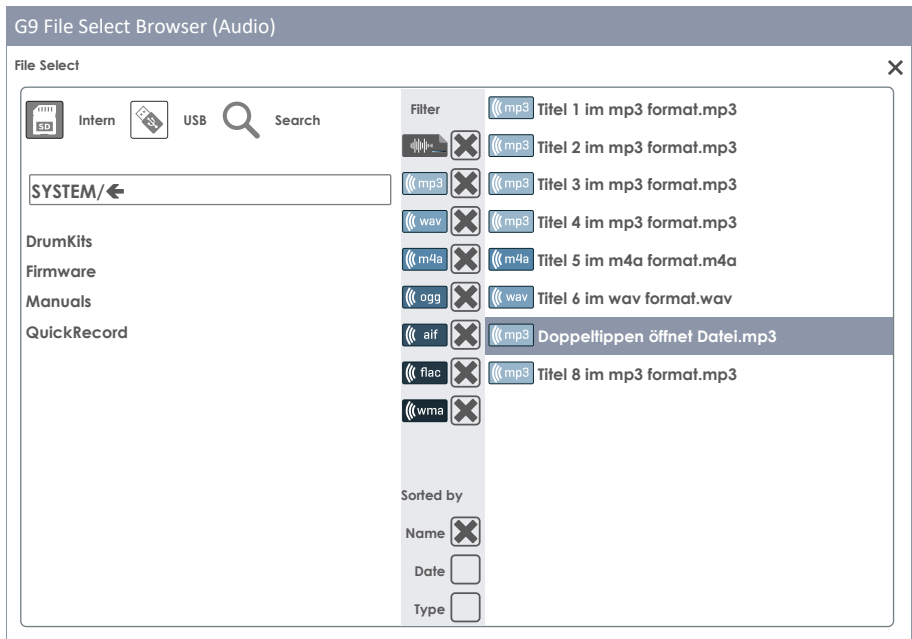 G9 File Select Browser (Audio)
File Select
SD
Intern
USB
Search
SYSTEM/
DrumKits
Firmware
Manuals
QuickRecord
Filter
mp3
wav
m4a
ogg
aif
flac
wma
Sorted by
Name
Date
Type
mp3 Titel 1 im mp3 format.mp3
mp3 Titel 2 im mp3 format.mp3
mp3 Titel 3 im mp3 format.mp3
mp3 Titel 4 im mp3 format.mp3
m4a Titel 5 im m4a format.m4a
wav Titel 6 im wav format.wav
mp3 Doppeltippen öffnet Datei.mp3
mp3 Titel 8 im mp3 format.mp3